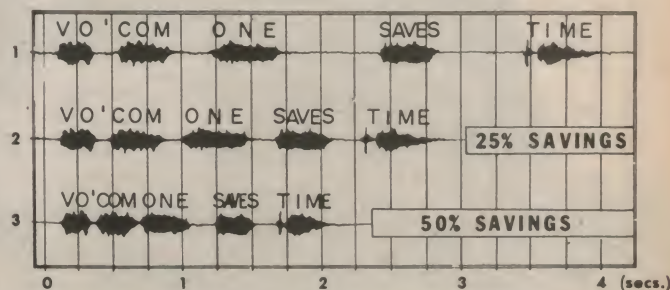 VO'COM ONE SAVES TIME
1
VO'COM ONE SAVES TIME
2
25% SAVINGS
VO'COM ONE SAVES TIME
3
50% SAVINGS
0 1 2 3 4 (secs.)